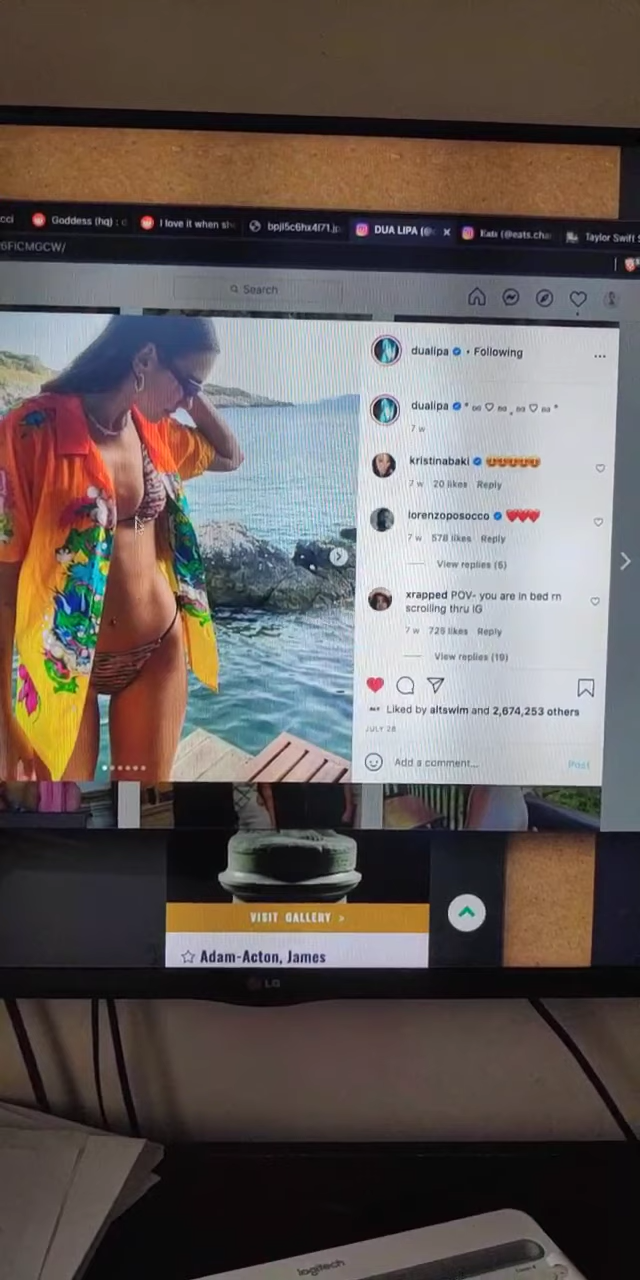 cci
Goddess (hq) : d
I love it when sh
bpjl5c6hx4f71.jp
DUA LIPA (@
Eats (@eats.cha
Taylor Swift S
6FiCMGCW/
Search
dualipa • Following
dualipa
7 w
kristinabaki 😍😍😍😍😍
7 w 20 likes Reply
lorenzoposocco ❤️❤️❤️
7 w 578 likes Reply
View replies (6)
xrapped POV- you are in bed rn
scrolling thru IG
7 w 726 likes Reply
View replies (19)
Liked by altswim and 2,674,253 others
JULY 28
Add a comment...
Post
VISIT GALLERY >
Adam-Acton, James
LG
logitech